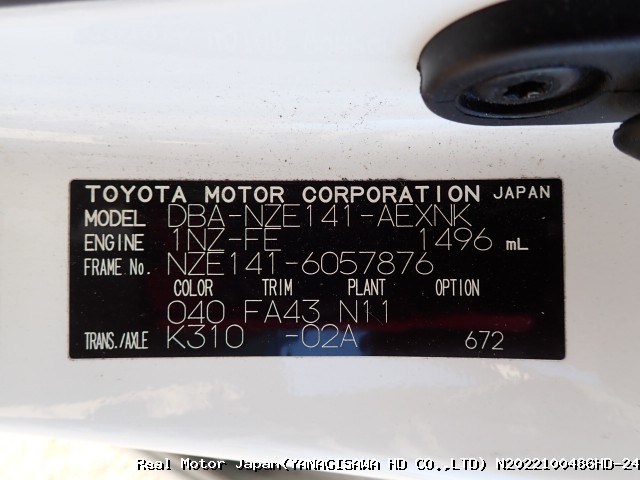 TOYOTA MOTOR CORPORATION JAPAN
MODEL DBA-NZE141-AEXNK
ENGINE 1NZ-FE 1496 mL
FRAME No. NZE141-6057876
COLOR TRIM PLANT OPTION
040 FA43 N11
TRANS./AXLE K310 -02A 672
Real Motor Japan(YANAGISAWA HD CO.,LTD) N2022100486HD-24